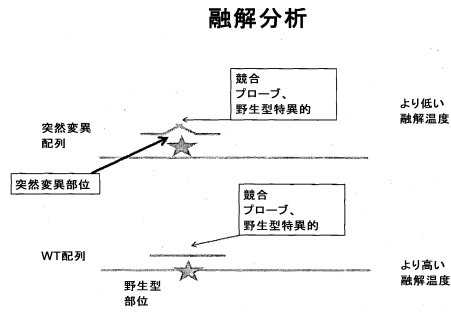 融解分析
競合
プローブ、
野生型特異的
より低い
融解温度
突然変異
配列
突然変異部位
競合
プローブ、
野生型特異的
WT配列
より高い
融解温度
野生型
部位